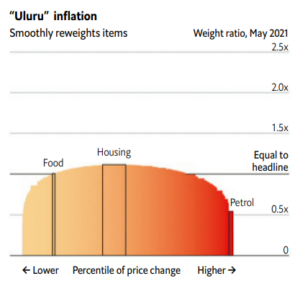 "Uluru" inflation
Smoothly reweights items
Weight ratio, May 2021
2.5x
2.0x
1.5x
Equal to
headline
Housing
Food
Petrol
0.5x
0
← Lower Percentile of price change Higher →